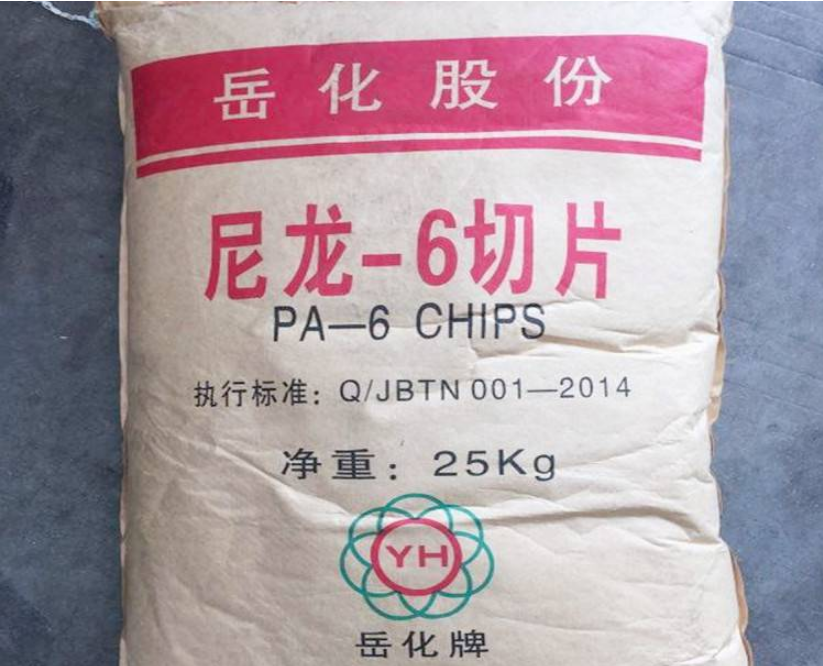 岳化股份
尼龙-6切片
PA—6 CHIPS
执行标准：Q/JBTN 001—2014
净重：25Kg
YH
岳化牌